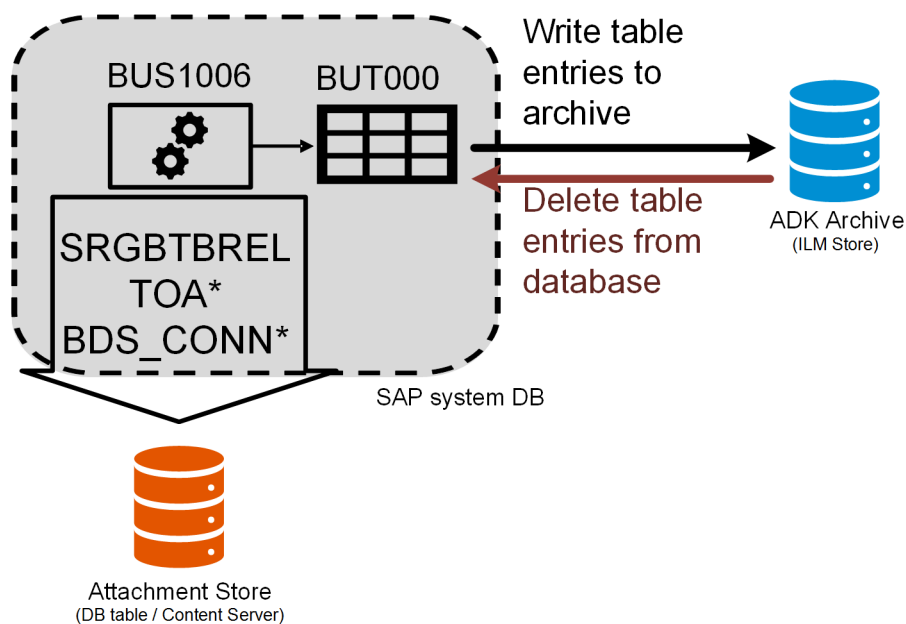 BUS1006
BUT000
Write table
entries to
archive
SRGBTBREL
TOA*
BDS_CONN*
Delete table
entries from
database
ADK Archive
(ILM Store)
SAP system DB
Attachment Store
(DB table / Content Server)